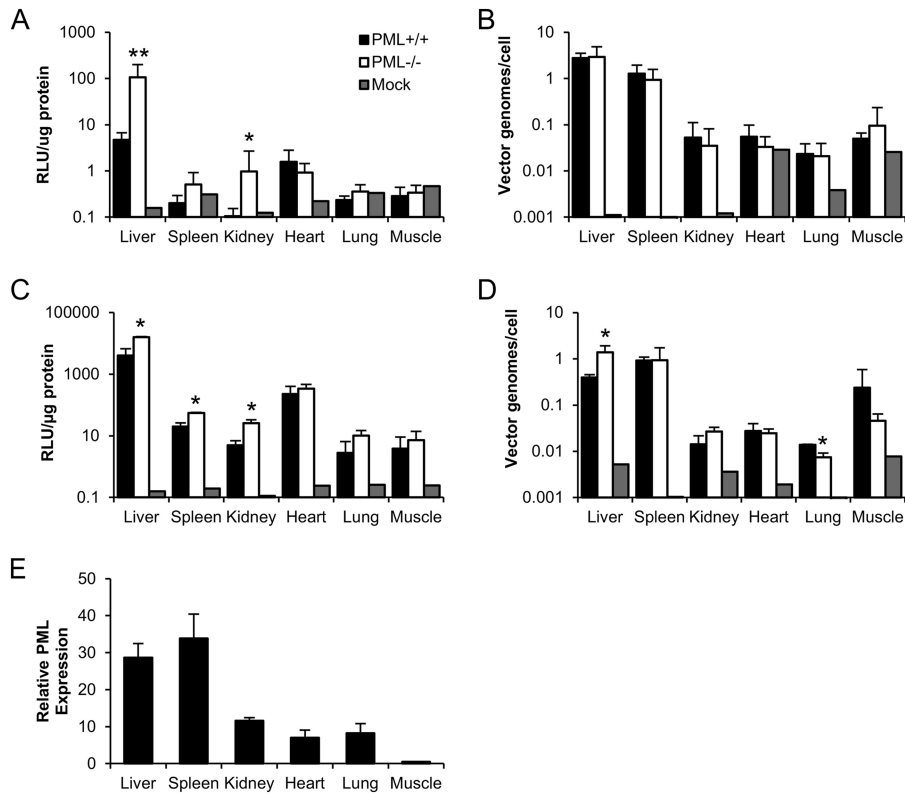 A
RLU/ug protein
1000
100
10
1
0.1
**
*
PML+/+
PML-/-
Mock
Liver Spleen Kidney Heart Lung Muscle
B
Vector genomes/cell
10
1
0.1
0.01
0.001
Liver Spleen Kidney Heart Lung Muscle
C
RLU/µg protein
100000
1000
10
0.1
*
*
*
Liver Spleen Kidney Heart Lung Muscle
D
Vector genomes/cell
10
1
0.1
0.01
0.001
*
*
Liver Spleen Kidney Heart Lung Muscle
E
Relative PML
Expression
50
40
30
20
10
0
Liver Spleen Kidney Heart Lung Muscle